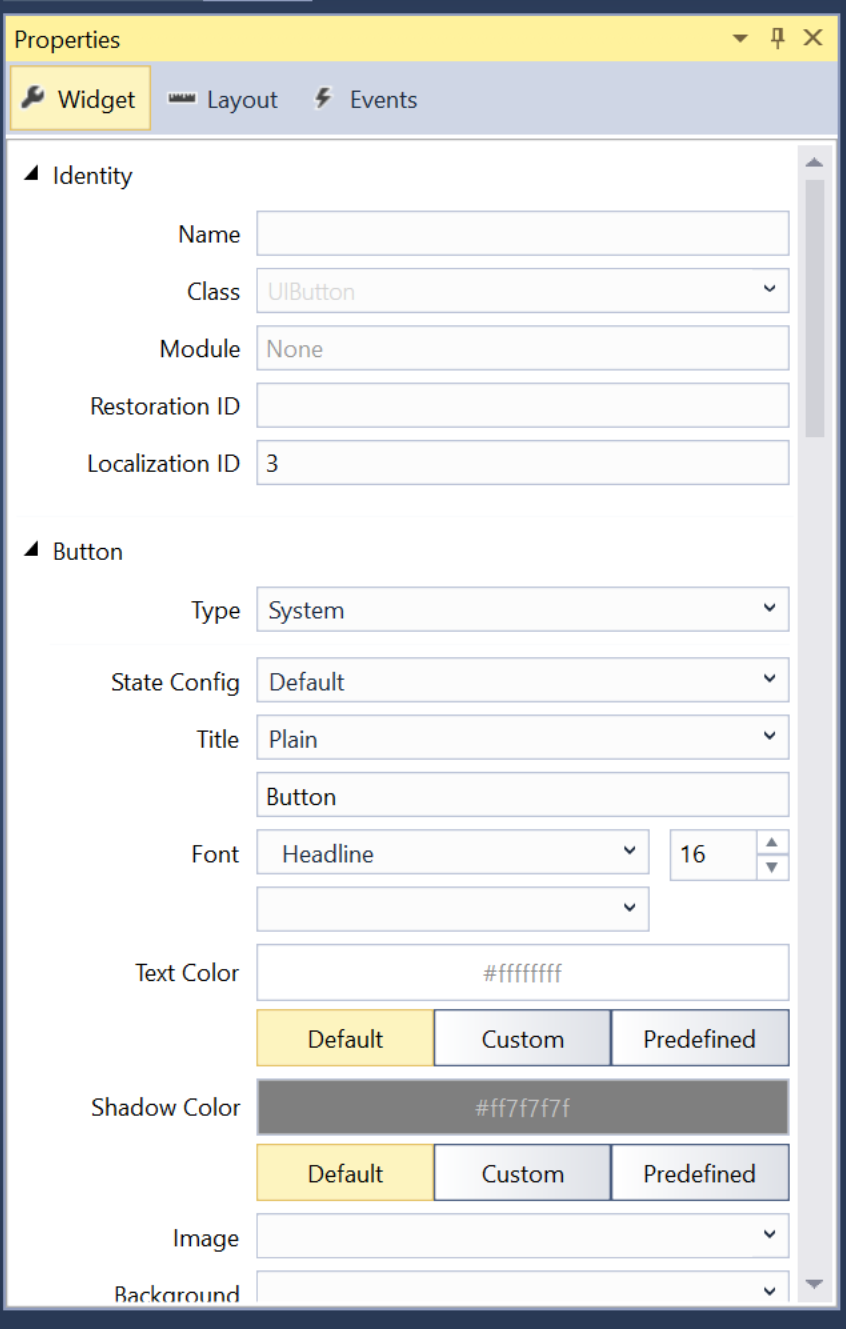 Properties
Widget Layout Events
Identity
Name
Class UIButton
Module None
Restoration ID
Localization ID 3
Button
Type System
State Config Default
Title Plain
Button
Font Headline 16
Text Color #ffffffff
Default Custom Predefined
Shadow Color #ff7f7f7f
Default Custom Predefined
Image
Background